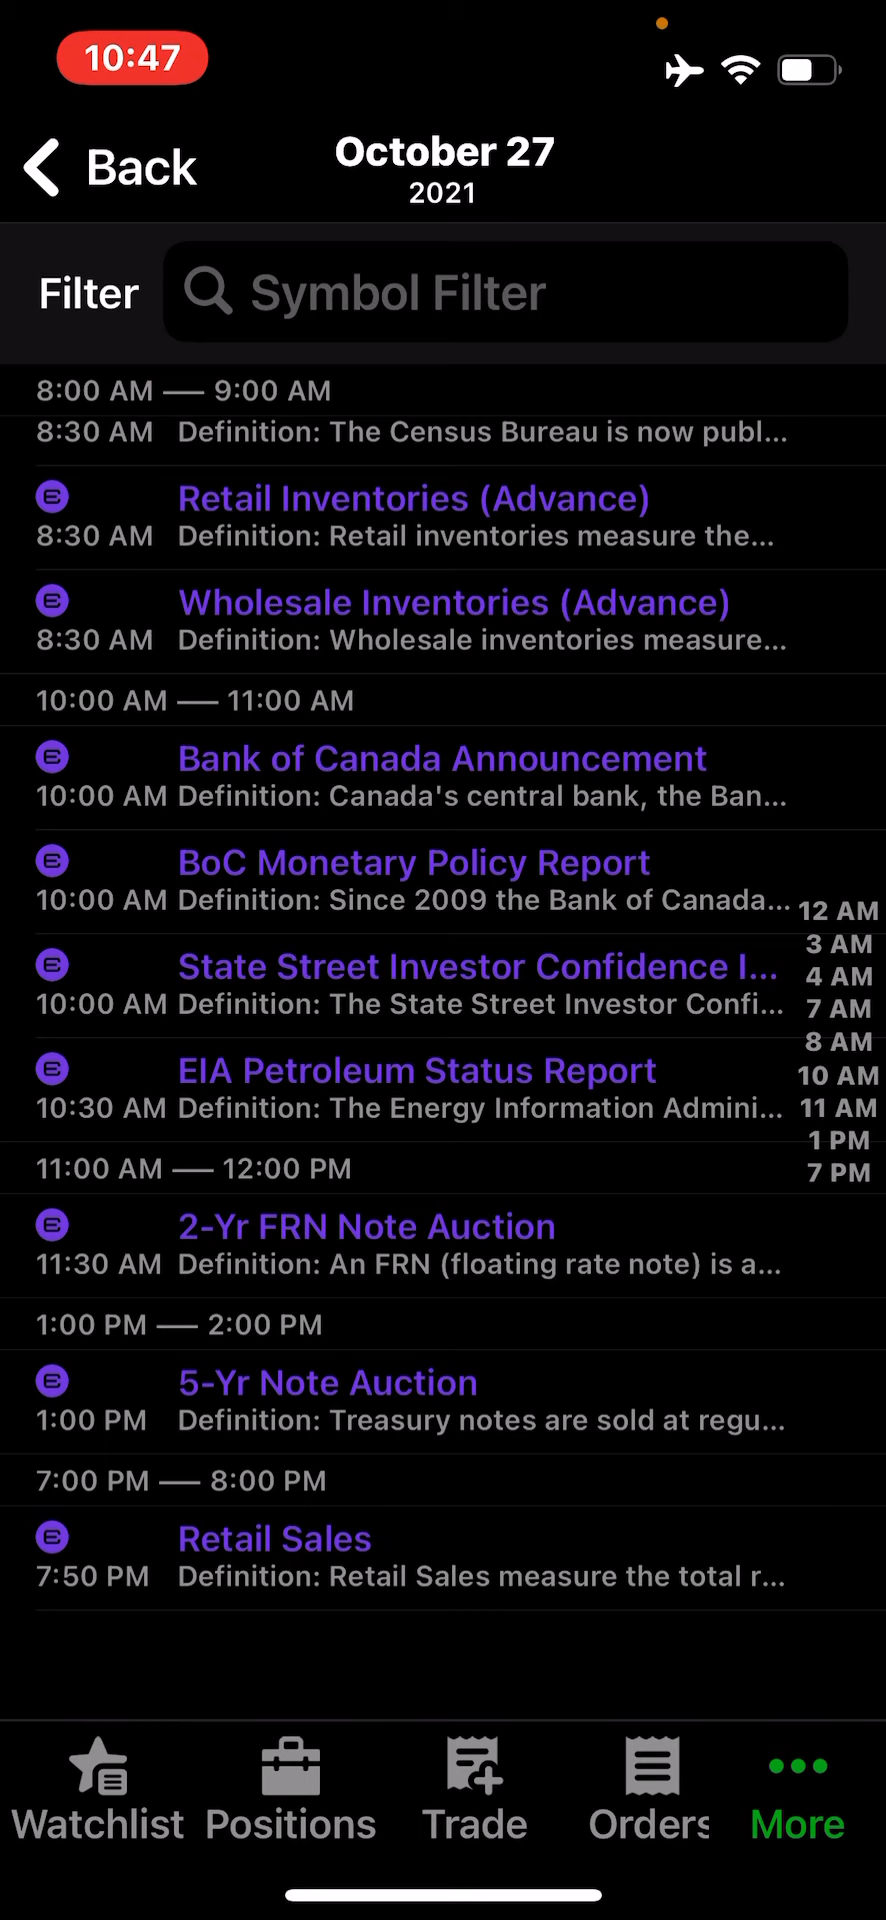 10:47
Back
October 27
2021
Filter
Symbol Filter
8:00 AM — 9:00 AM
8:30 AM Definition: The Census Bureau is now publ...
Retail Inventories (Advance)
8:30 AM Definition: Retail inventories measure the...
Wholesale Inventories (Advance)
8:30 AM Definition: Wholesale inventories measure...
10:00 AM — 11:00 AM
Bank of Canada Announcement
10:00 AM Definition: Canada's central bank, the Ban...
BoC Monetary Policy Report
10:00 AM Definition: Since 2009 the Bank of Canada...
State Street Investor Confidence I...
10:00 AM Definition: The State Street Investor Confi...
EIA Petroleum Status Report
10:30 AM Definition: The Energy Information Admini...
11:00 AM — 12:00 PM
2-Yr FRN Note Auction
11:30 AM Definition: An FRN (floating rate note) is a...
1:00 PM — 2:00 PM
5-Yr Note Auction
1:00 PM Definition: Treasury notes are sold at regu...
7:00 PM — 8:00 PM
Retail Sales
7:50 PM Definition: Retail Sales measure the total r...
12 AM
3 AM
4 AM
7 AM
8 AM
10 AM
11 AM
1 PM
7 PM
Watchlist Positions Trade Orders More